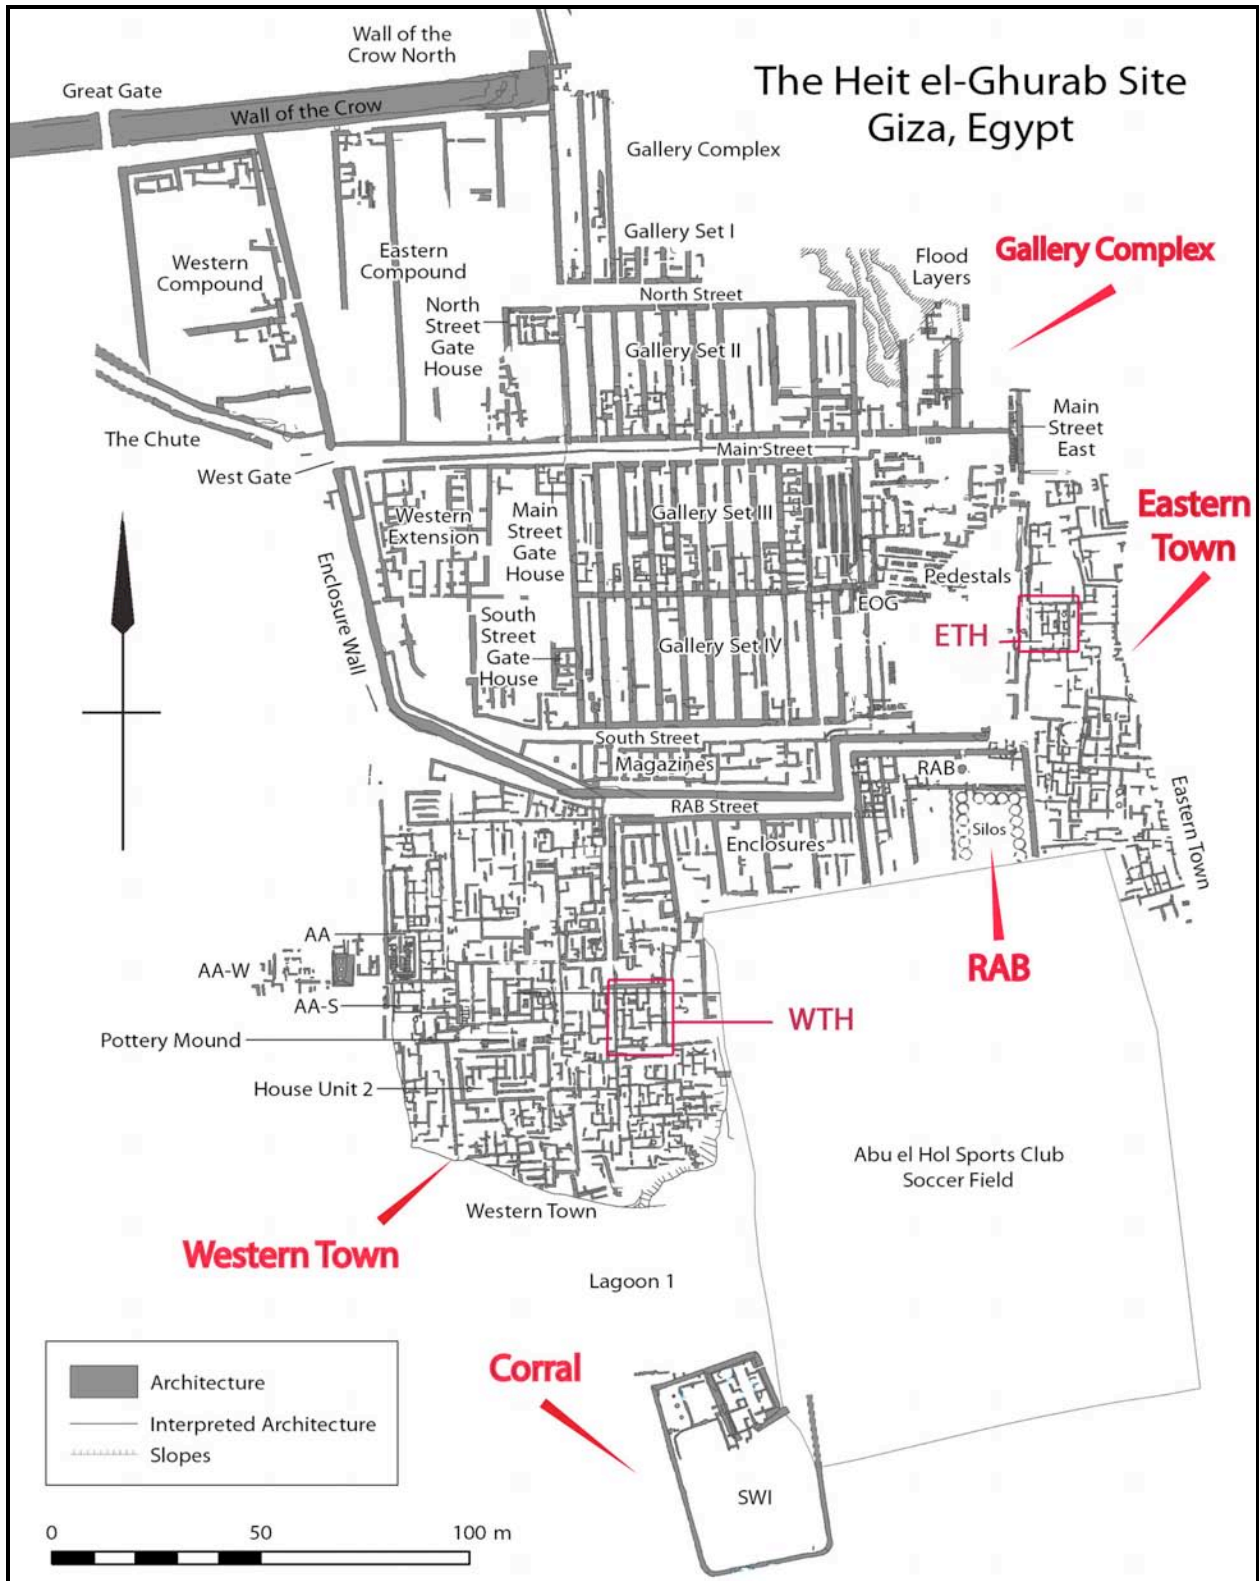 Wall of the
Crow North
The Heit el-Ghurab Site
Giza, Egypt
Great Gate
Wall of the Crow
Gallery Complex
Gallery Set I
Western
Compound
Eastern
Compound
Flood
Layers
Gallery Complex
North Street
North
Street
Gate
House
Gallery Set II
The Chute
Main
Street
East
West Gate
Main Street
Western
Extension
Main
Street
Gate
House
Gallery Set III
Eastern
Town
Enclosure Wall
Pedestals
EOG
South
Street
Gate
House
Gallery Set IV
ETH
South Street
Magazines
RAB
RAB Street
Silos
Eastern Town
Enclosures
AA
AA-W
AA-S
RAB
WTH
Pottery Mound
House Unit 2
Abu el Hol Sports Club
Soccer Field
Western Town
Western Town
Lagoon 1
Corral
Architecture
Interpreted Architecture
Slopes
SWI
0 50 100 m